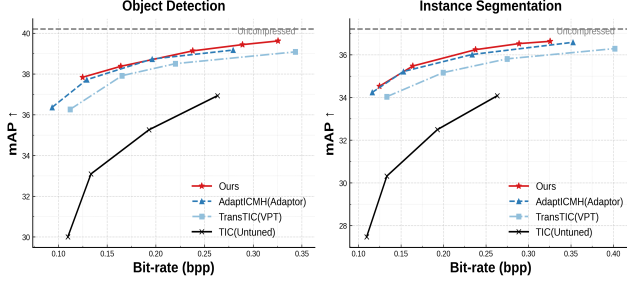 Object Detection
Uncompressed
mAP ↑
40
38
36
34
32
30
Ours
AdaptICMH(Adaptor)
TransTIC(VPT)
TIC(Untuned)
0.10 0.15 0.20 0.25 0.30 0.35
Bit-rate (bpp)
Instance Segmentation
Uncompressed
mAP ↑
36
34
32
30
28
Ours
AdaptICMH(Adaptor)
TransTIC(VPT)
TIC(Untuned)
0.10 0.15 0.20 0.25 0.30 0.35 0.40
Bit-rate (bpp)